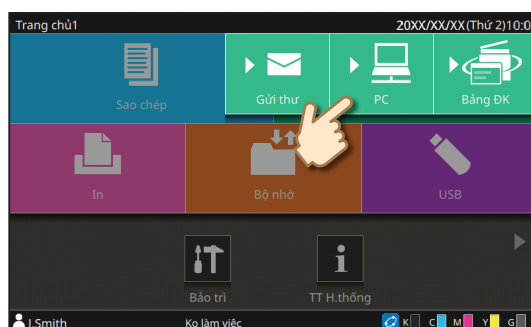 Trang chủ1 20XX/XX/XX(Thứ 2)10:0
Sao chép Gửi thư PC Bảng ĐK
In Bộ nhớ USB
Bảo trì TT H.thống
J.Smith Ko làm việc K C M Y G